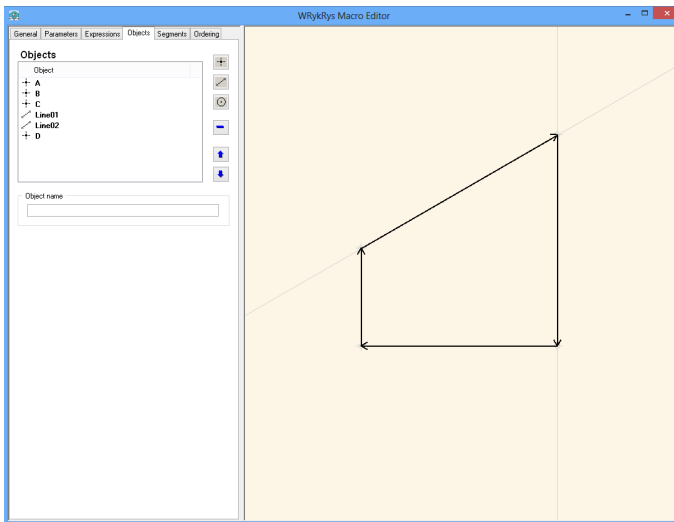 WRykRys Macro Editor
General Parameters Expressions Objects Segments Ordering
Objects
Object
A
B
C
Line01
Line02
D
Object name